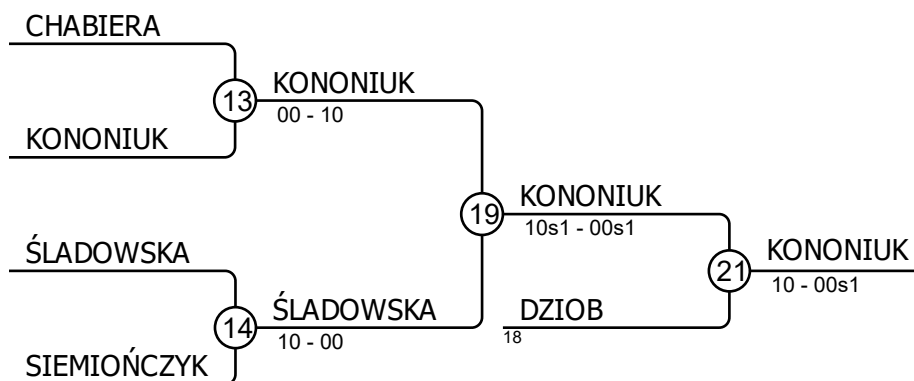 CHABIERA
13
KONONIUK
00 - 10
KONONIUK
19
KONONIUK
10s1 - 00s1
ŚLADOWSKA
21
KONONIUK
10 - 00s1
14
ŚLADOWSKA
10 - 00
DZIOB
18
SIEMIOŃCZYK